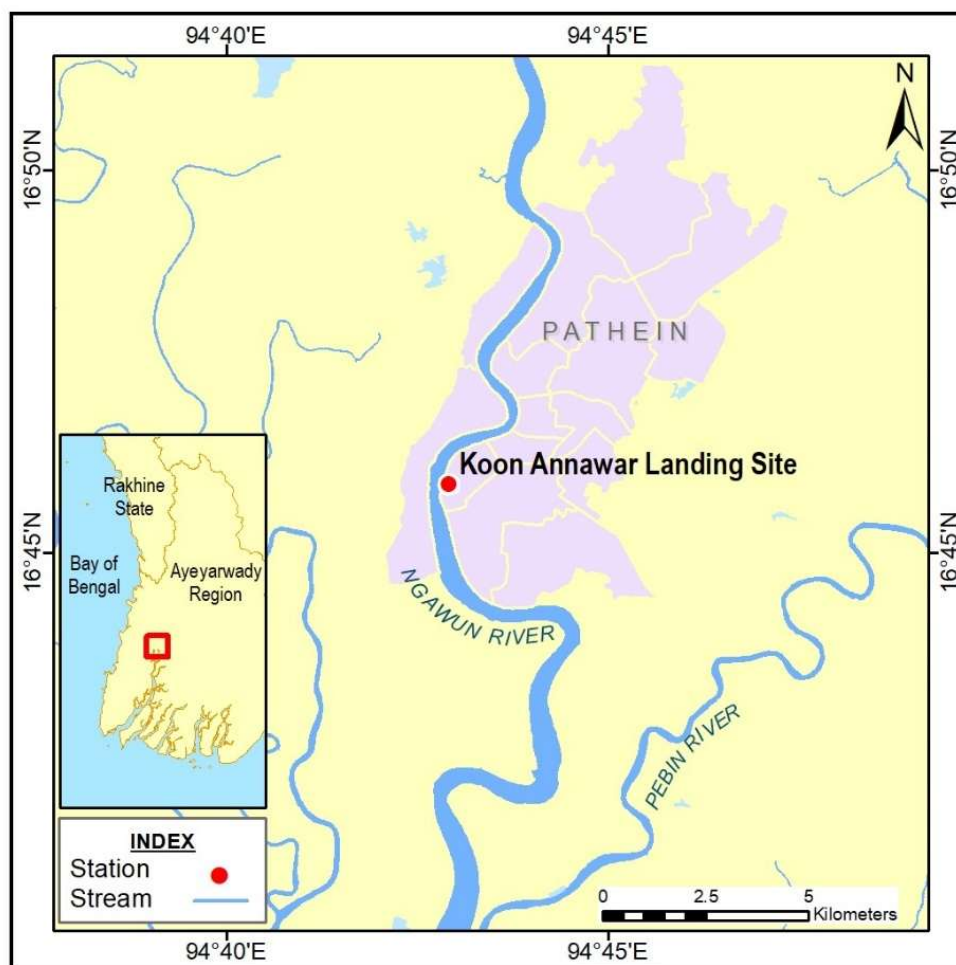 94°40'E
94°45'E
N
16°50'N
16°50'N
PATHEIN
Koon Annawar Landing Site
Rakhine
State
Bay of
Bengal
Ayeyarwady
Region
16°45'N
16°45'N
NGAWUN RIVER
PEBIN RIVER
INDEX
Station
Stream
0 2.5 5
Kilometers
94°40'E
94°45'E